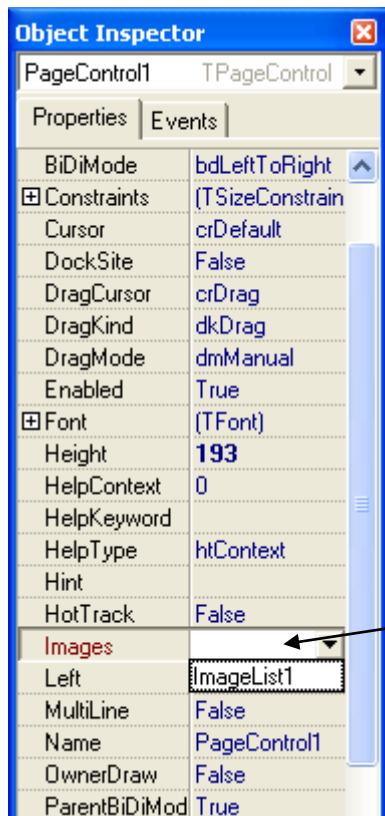 Object Inspector
PageControl1 TPageControl
Properties Events
BiDiMode bdLeftToRight
Constraints (TSizeConstrain
Cursor crDefault
DockSite False
DragCursor crDrag
DragKind dkDrag
DragMode dmManual
Enabled True
Font (TFont)
Height 193
HelpContext 0
HelpKeyword
HelpType htContext
Hint
HotTrack False
Images
Left ImageList1
MultiLine False
Name PageControl1
OwnerDraw False
ParentBiDiMod True